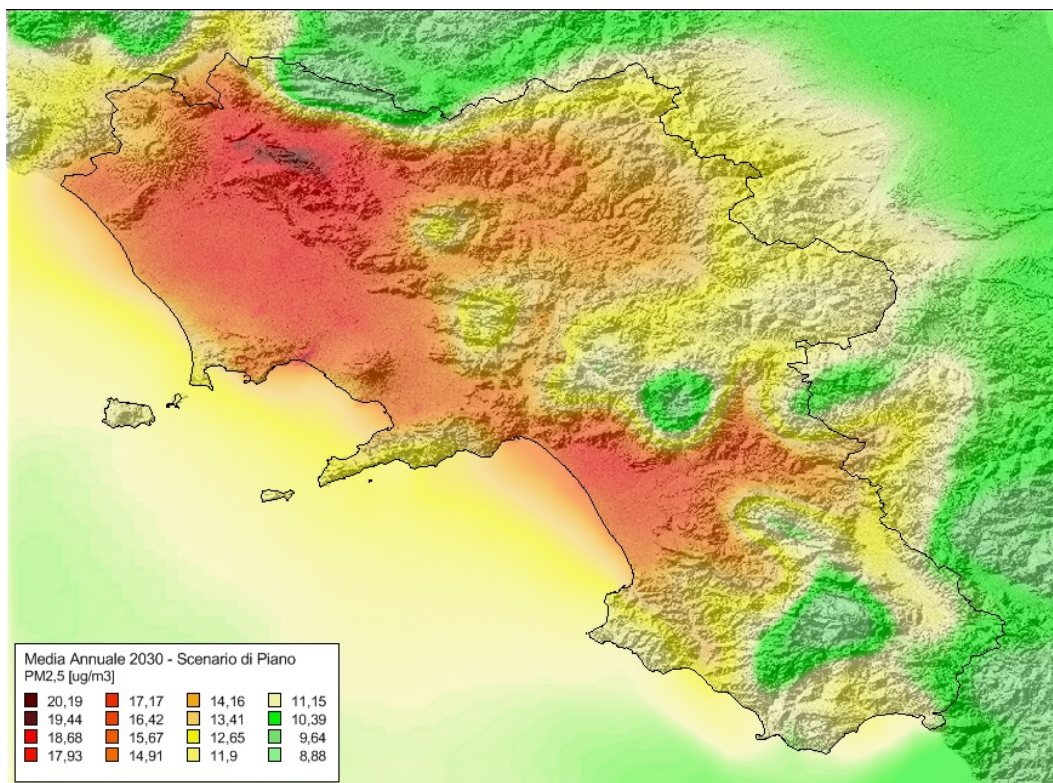 Media Annuale 2030 - Scenario di Piano
PM2,5 [ug/m3]
20,19 17,17 14,16 11,15
19,44 16,42 13,41 10,39
18,68 15,67 12,65 9,64
17,93 14,91 11,9 8,88